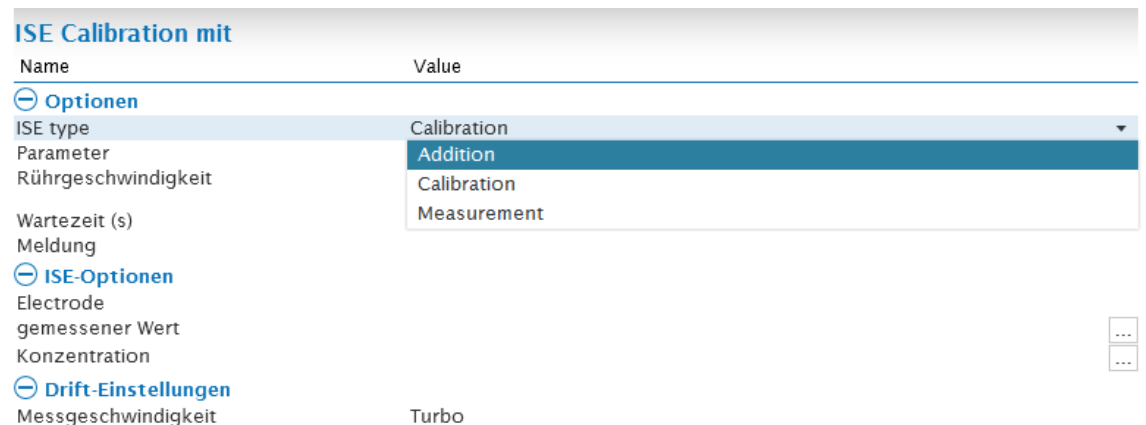 ISE Calibration mit
Name Value
Optionen
ISE type Calibration
Parameter Addition
Rührgeschwindigkeit Calibration
Measurement
Wartezeit (s)
Meldung
ISE-Optionen
Electrode
gemessener Wert ...
Konzentration ...
Drift-Einstellungen
Messgeschwindigkeit Turbo